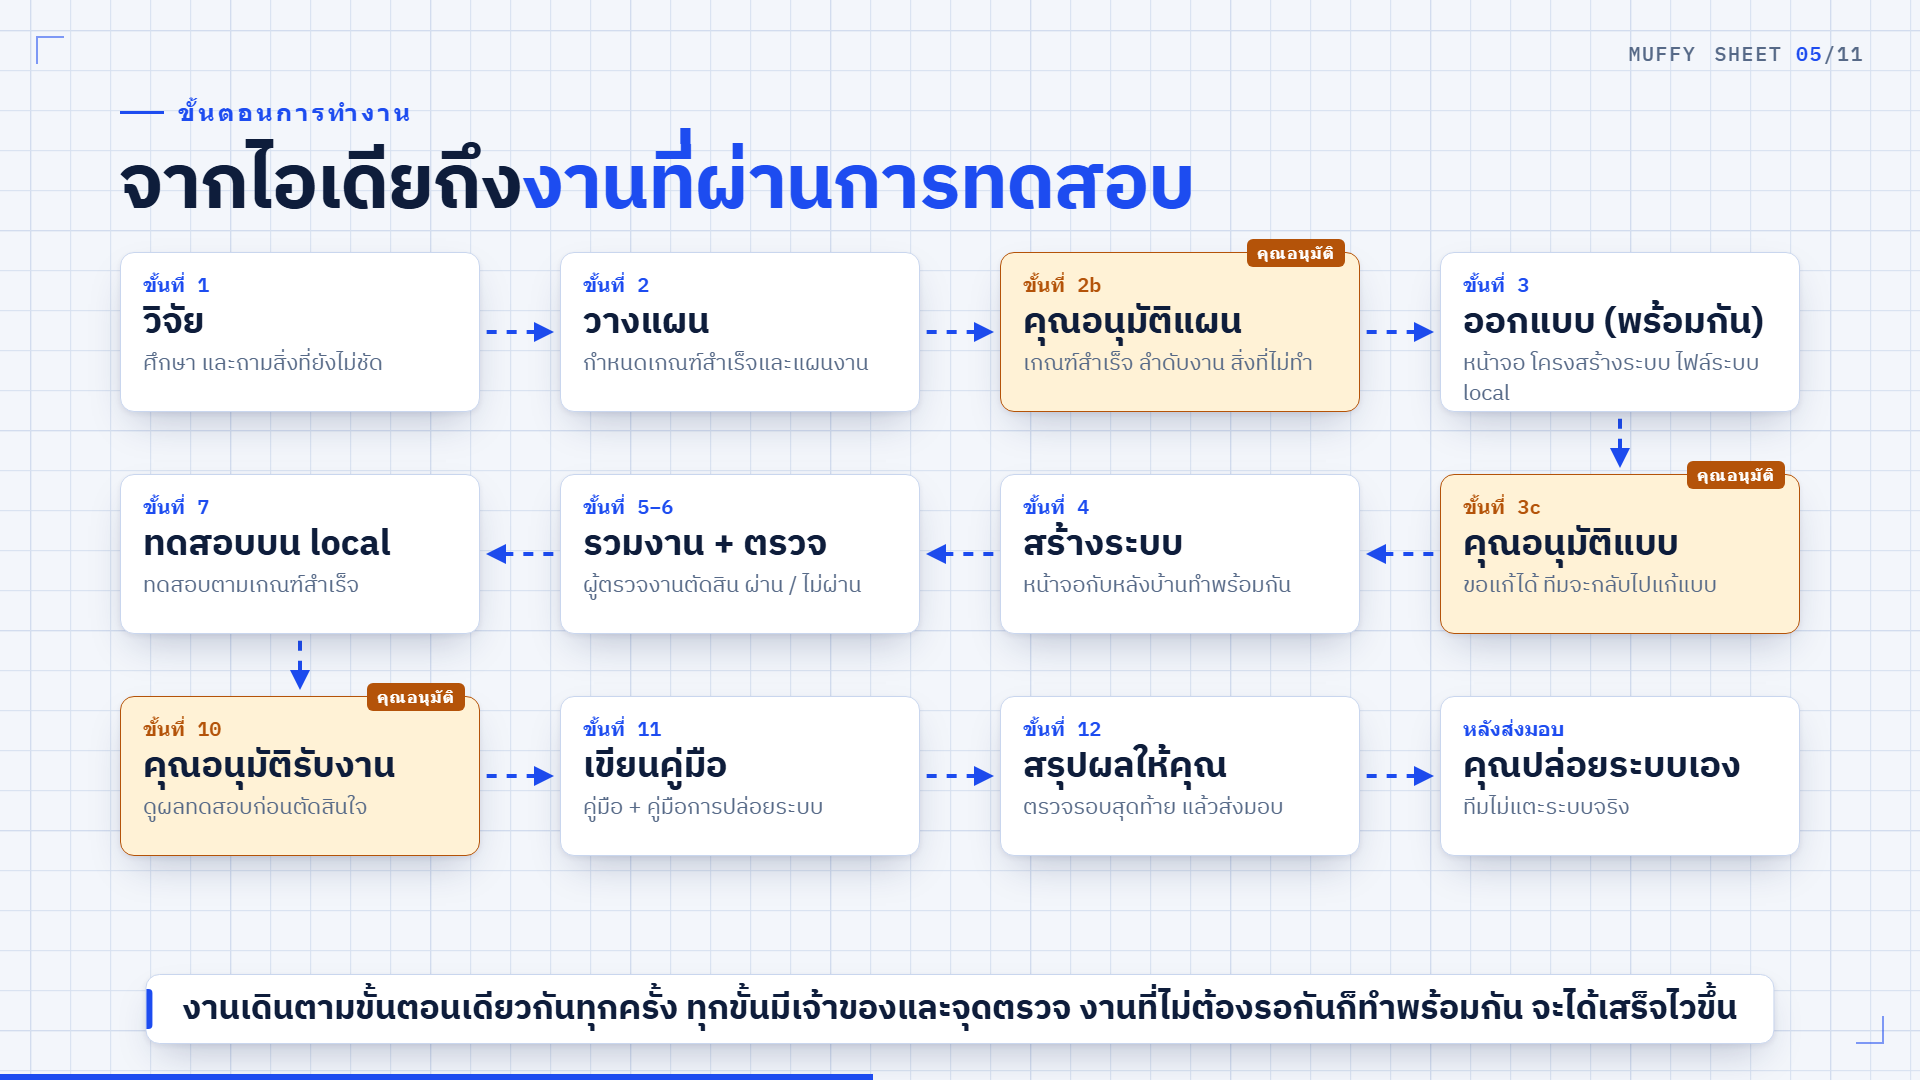 MUFFY SHEET 05/11
ขั้นตอนการทำงาน
จากไอเดียถึงงานที่ผ่านการทดสอบ
ขั้นที่ 1
วิจัย
ศึกษา และถามสิ่งที่ยังไม่ชัด
ขั้นที่ 2
วางแผน
กำหนดเกณฑ์สำเร็จและแผนงาน
คุณอนุมัติ
ขั้นที่ 2b
คุณอนุมัติแผน
เกณฑ์สำเร็จ ลำดับงาน สิ่งที่ไม่ทำ
ขั้นที่ 3
ออกแบบ (พร้อมกัน)
หน้าจอ โครงสร้างระบบ ไฟล์ระบบ
local
คุณอนุมัติ
ขั้นที่ 3c
คุณอนุมัติแบบ
ขอแก้ได้ ทีมจะกลับไปแก้แบบ
ขั้นที่ 4
สร้างระบบ
หน้าจอกับหลังบ้านทำพร้อมกัน
ขั้นที่ 5–6
รวมงาน + ตรวจ
ผู้ตรวจงานตัดสิน ผ่าน / ไม่ผ่าน
ขั้นที่ 7
ทดสอบบน local
ทดสอบตามเกณฑ์สำเร็จ
คุณอนุมัติ
ขั้นที่ 10
คุณอนุมัติรับงาน
ดูผลทดสอบก่อนตัดสินใจ
ขั้นที่ 11
เขียนคู่มือ
คู่มือ + คู่มือการปล่อยระบบ
ขั้นที่ 12
สรุปผลให้คุณ
ตรวจรอบสุดท้าย แล้วส่งมอบ
หลังส่งมอบ
คุณปล่อยระบบเอง
ทีมไม่แตะระบบจริง
งานเดินตามขั้นตอนเดียวกันทุกครั้ง ทุกขั้นมีเจ้าของและจุดตรวจ งานที่ไม่ต้องรอกันก็ทำพร้อมกัน จะได้เสร็จไวขึ้น